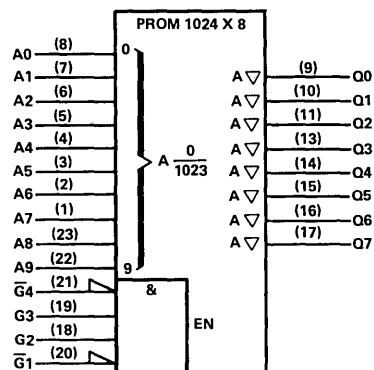 PROM 1024 X 8
A0 (8) 0
A1 (7)
A2 (6)
A3 (5)
A4 (4)
A5 (3)
A6 (2)
A7 (1)
A8 (23)
A9 (22) 9
A 0
1023
A ▽ (9) Q0
A ▽ (10) Q1
A ▽ (11) Q2
A ▽ (13) Q3
A ▽ (14) Q4
A ▽ (15) Q5
A ▽ (16) Q6
A ▽ (17) Q7
G̅4 (21) &
G3 (19)
G2 (18)
G̅1 (20)
EN